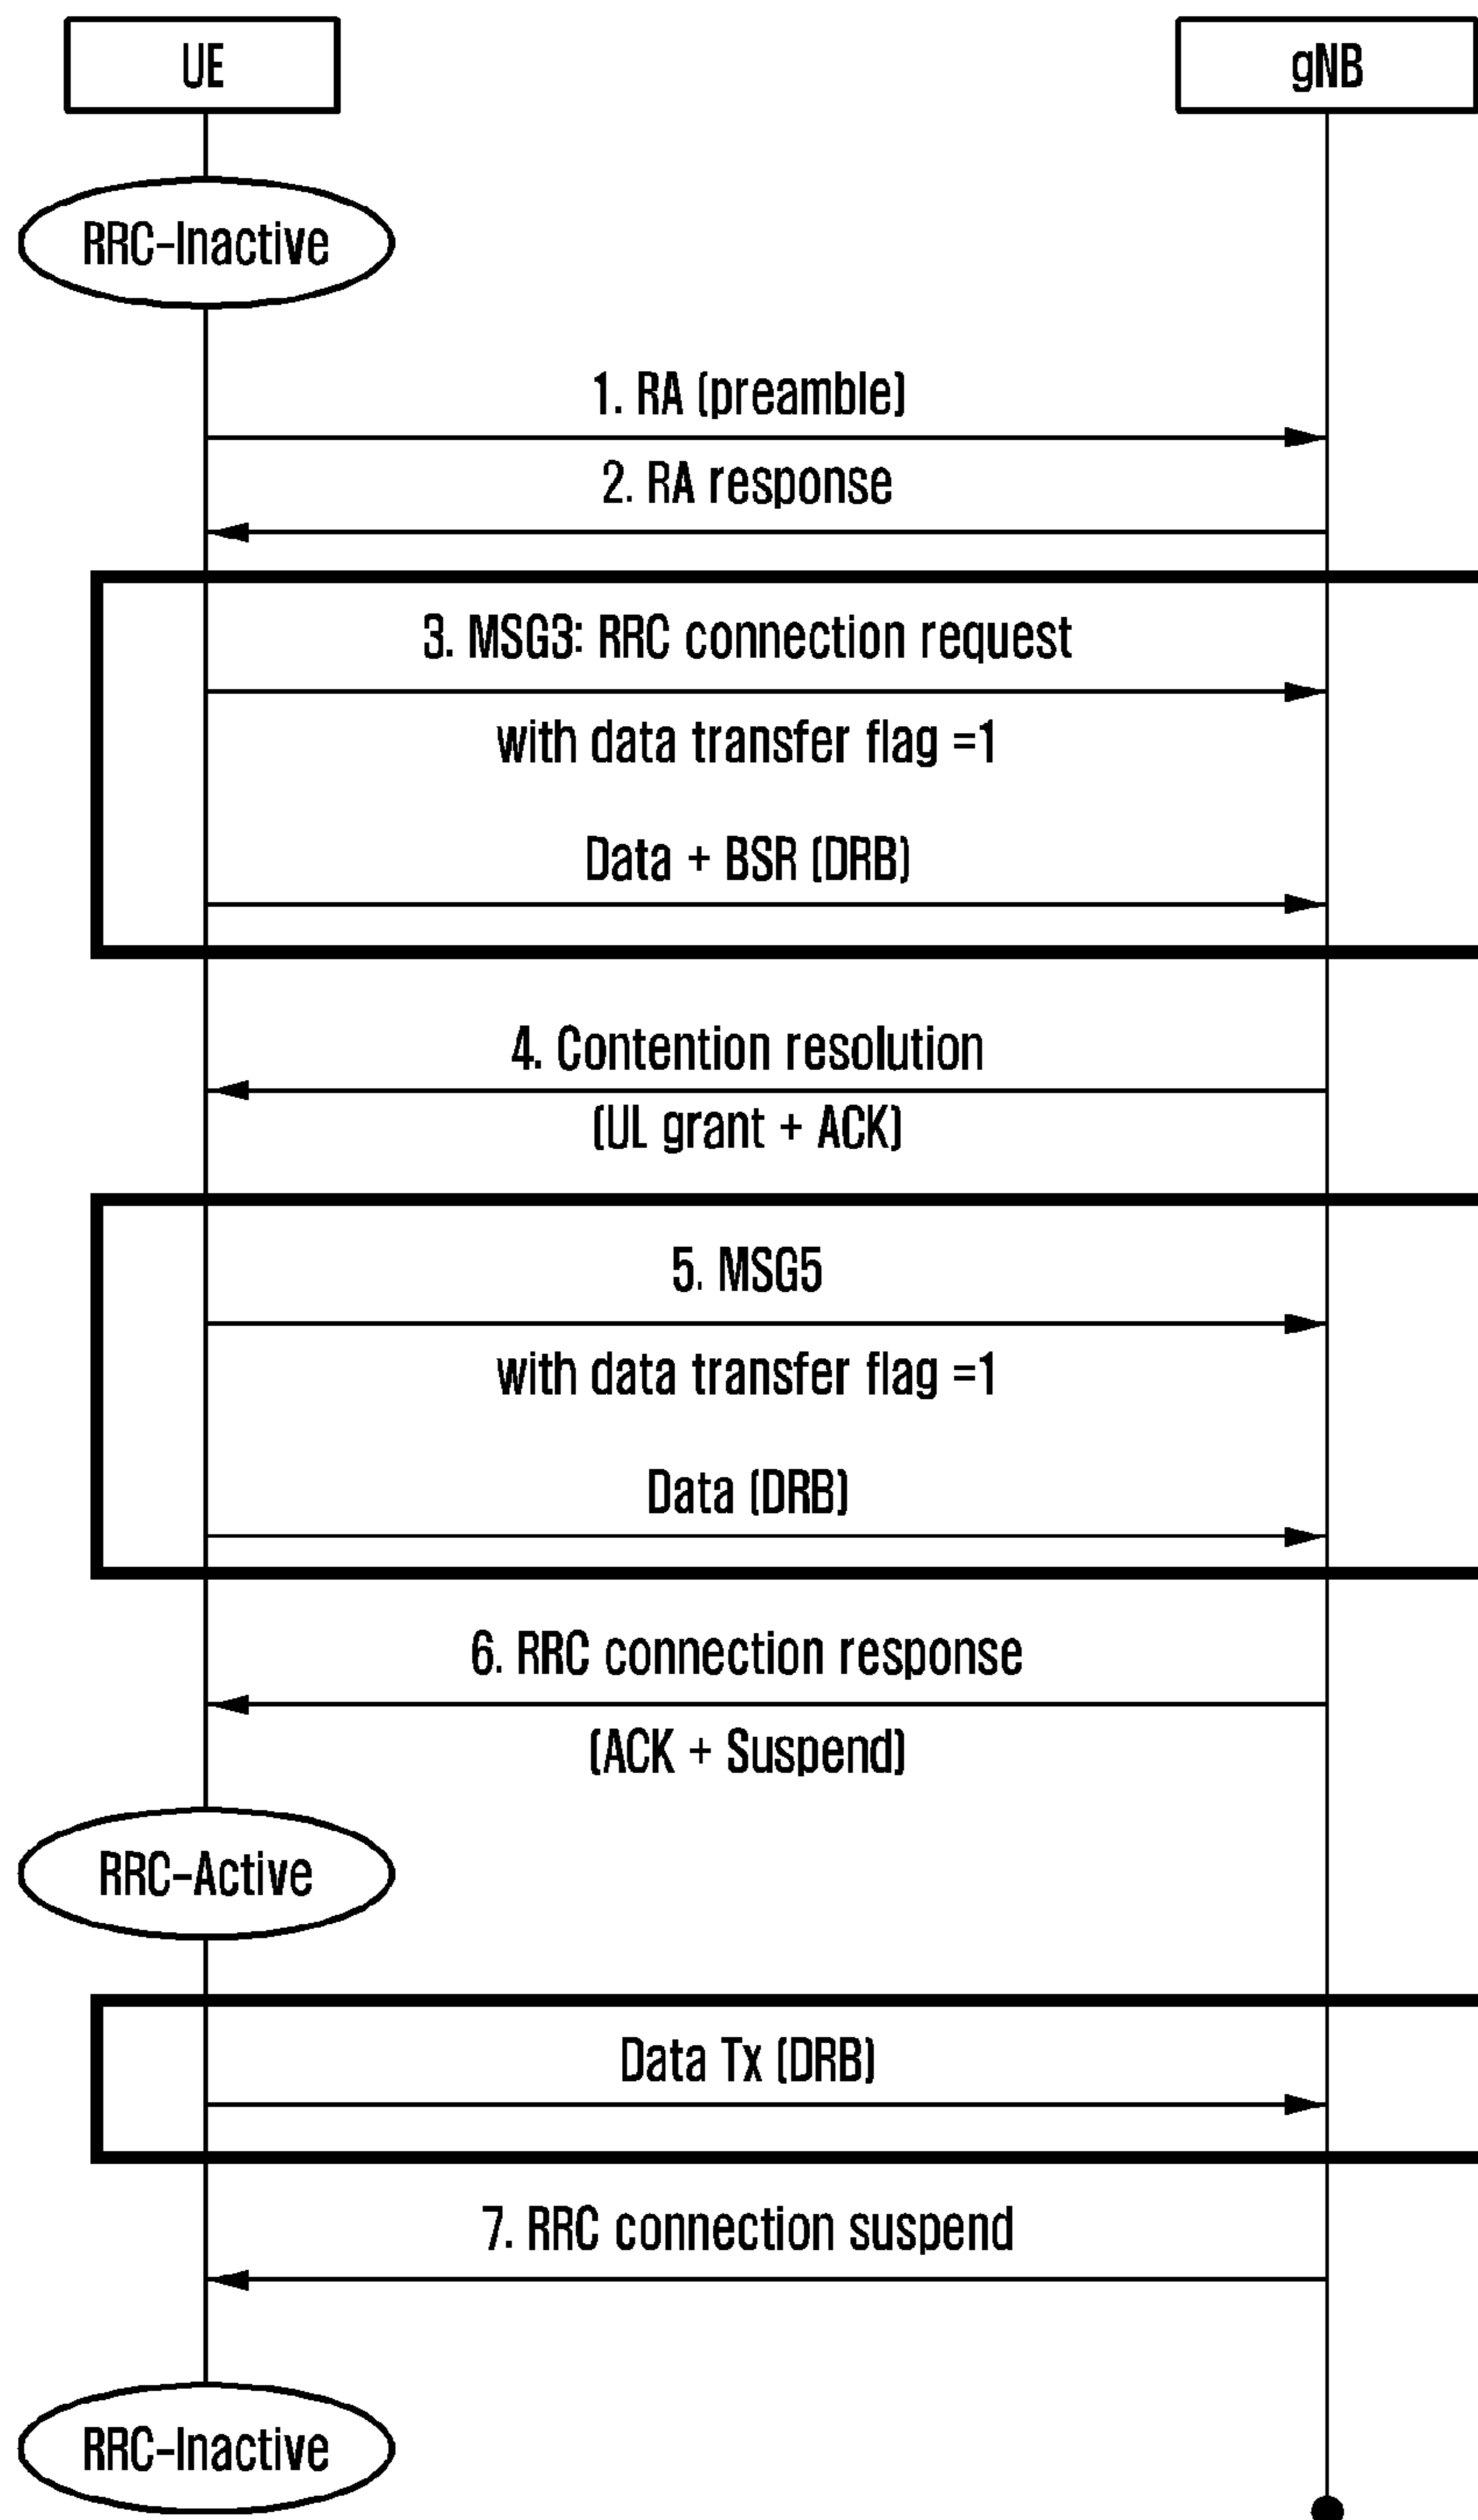 UE
gNB
RRC-Inactive
1. RA (preamble)
2. RA response
3. MSG3: RRC connection request
with data transfer flag =1
Data + BSR (DRB)
4. Contention resolution
(UL grant + ACK)
5. MSG5
with data transfer flag =1
Data (DRB)
6. RRC connection response
(ACK + Suspend)
RRC-Active
Data Tx (DRB)
7. RRC connection suspend
RRC-Inactive